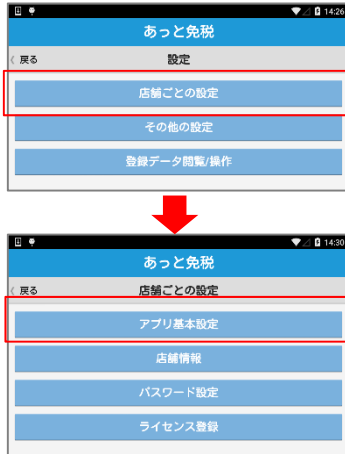 14:26
あっと免税
戻る
設定
店舗ごとの設定
その他の設定
登録データ閲覧/操作
14:30
あっと免税
戻る
店舗ごとの設定
アプリ基本設定
店舗情報
パスワード設定
ライセンス登録